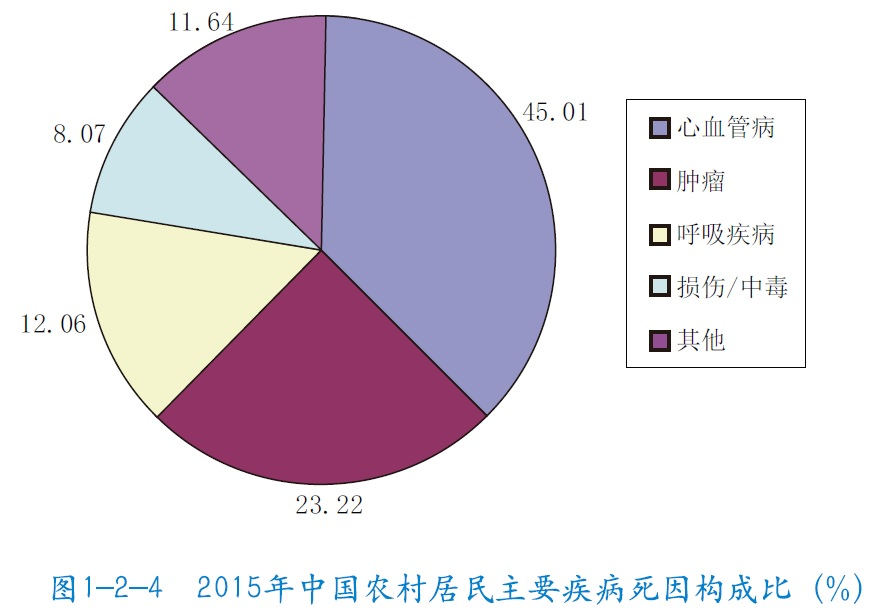 11.64
45.01
8.07
12.06
23.22
心血管病
肿瘤
呼吸疾病
损伤/中毒
其他
图1-2-4 2015年中国农村居民主要疾病死因构成比 (%)